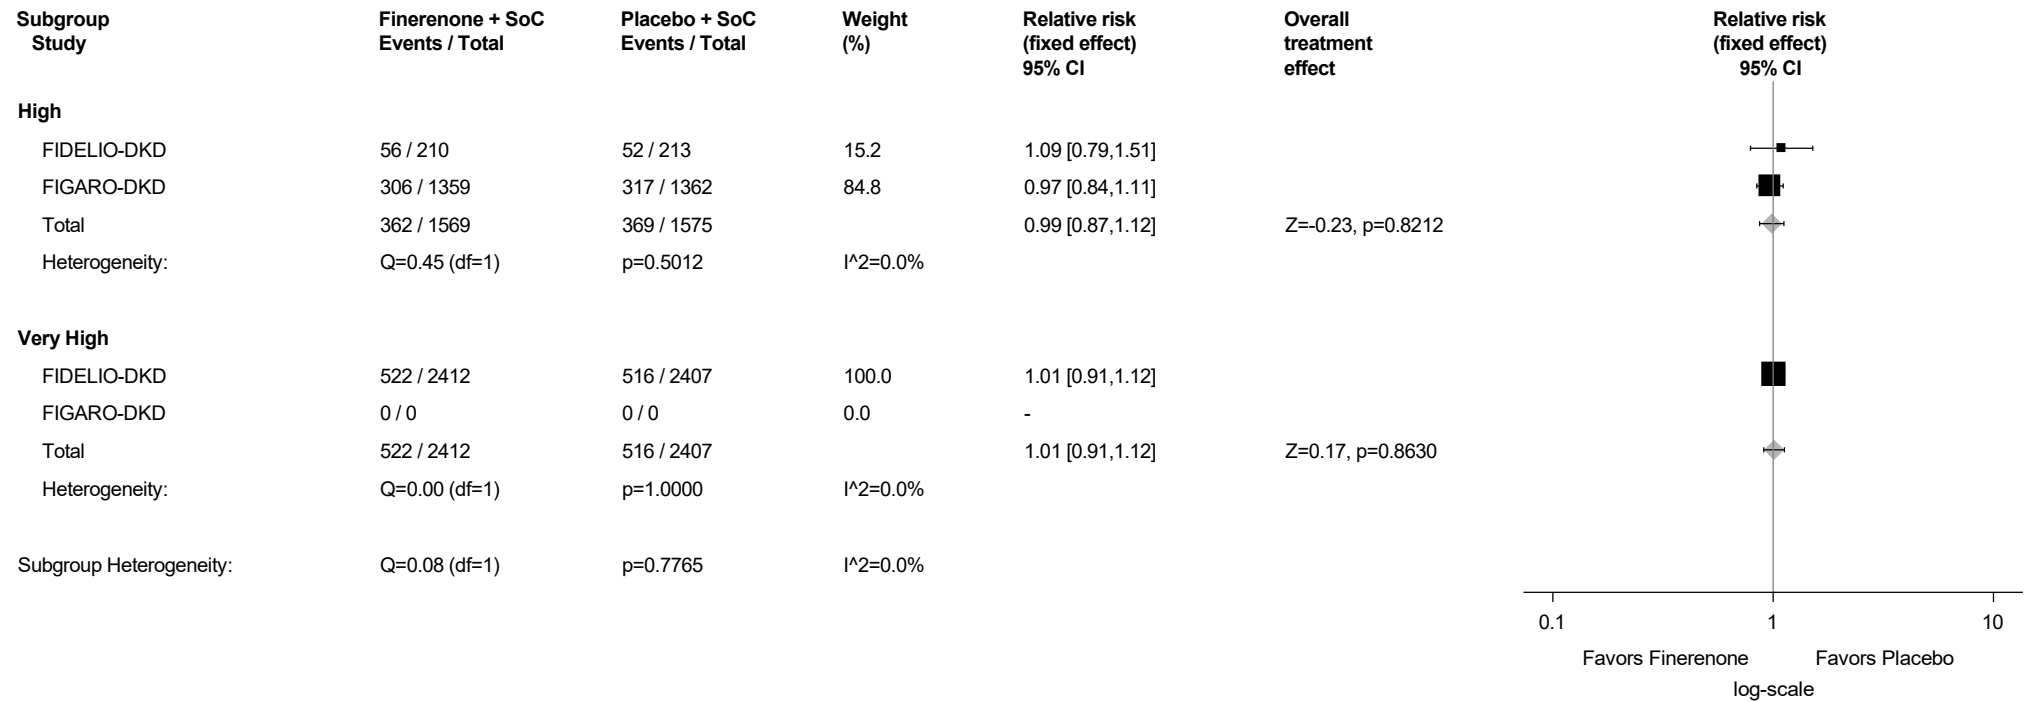 Subgroup Finerenone + SoC Placebo + SoC Weight Relative risk Overall Relative risk
Study Events / Total Events / Total (%) (fixed effect) treatment (fixed effect)
95% CI effect 95% CI
High
FIDELIO-DKD 56 / 210 52 / 213 15.2 1.09 [0.79,1.51]
FIGARO-DKD 306 / 1359 317 / 1362 84.8 0.97 [0.84,1.11]
Total 362 / 1569 369 / 1575 0.99 [0.87,1.12] Z=-0.23, p=0.8212
Heterogeneity: Q=0.45 (df=1) p=0.5012 I^2=0.0%
Very High
FIDELIO-DKD 522 / 2412 516 / 2407 100.0 1.01 [0.91,1.12]
FIGARO-DKD 0 / 0 0 / 0 0.0 -
Total 522 / 2412 516 / 2407 1.01 [0.91,1.12] Z=0.17, p=0.8630
Heterogeneity: Q=0.00 (df=1) p=1.0000 I^2=0.0%
Subgroup Heterogeneity: Q=0.08 (df=1) p=0.7765 I^2=0.0%
0.1 1 10
Favors Finerenone Favors Placebo
log-scale